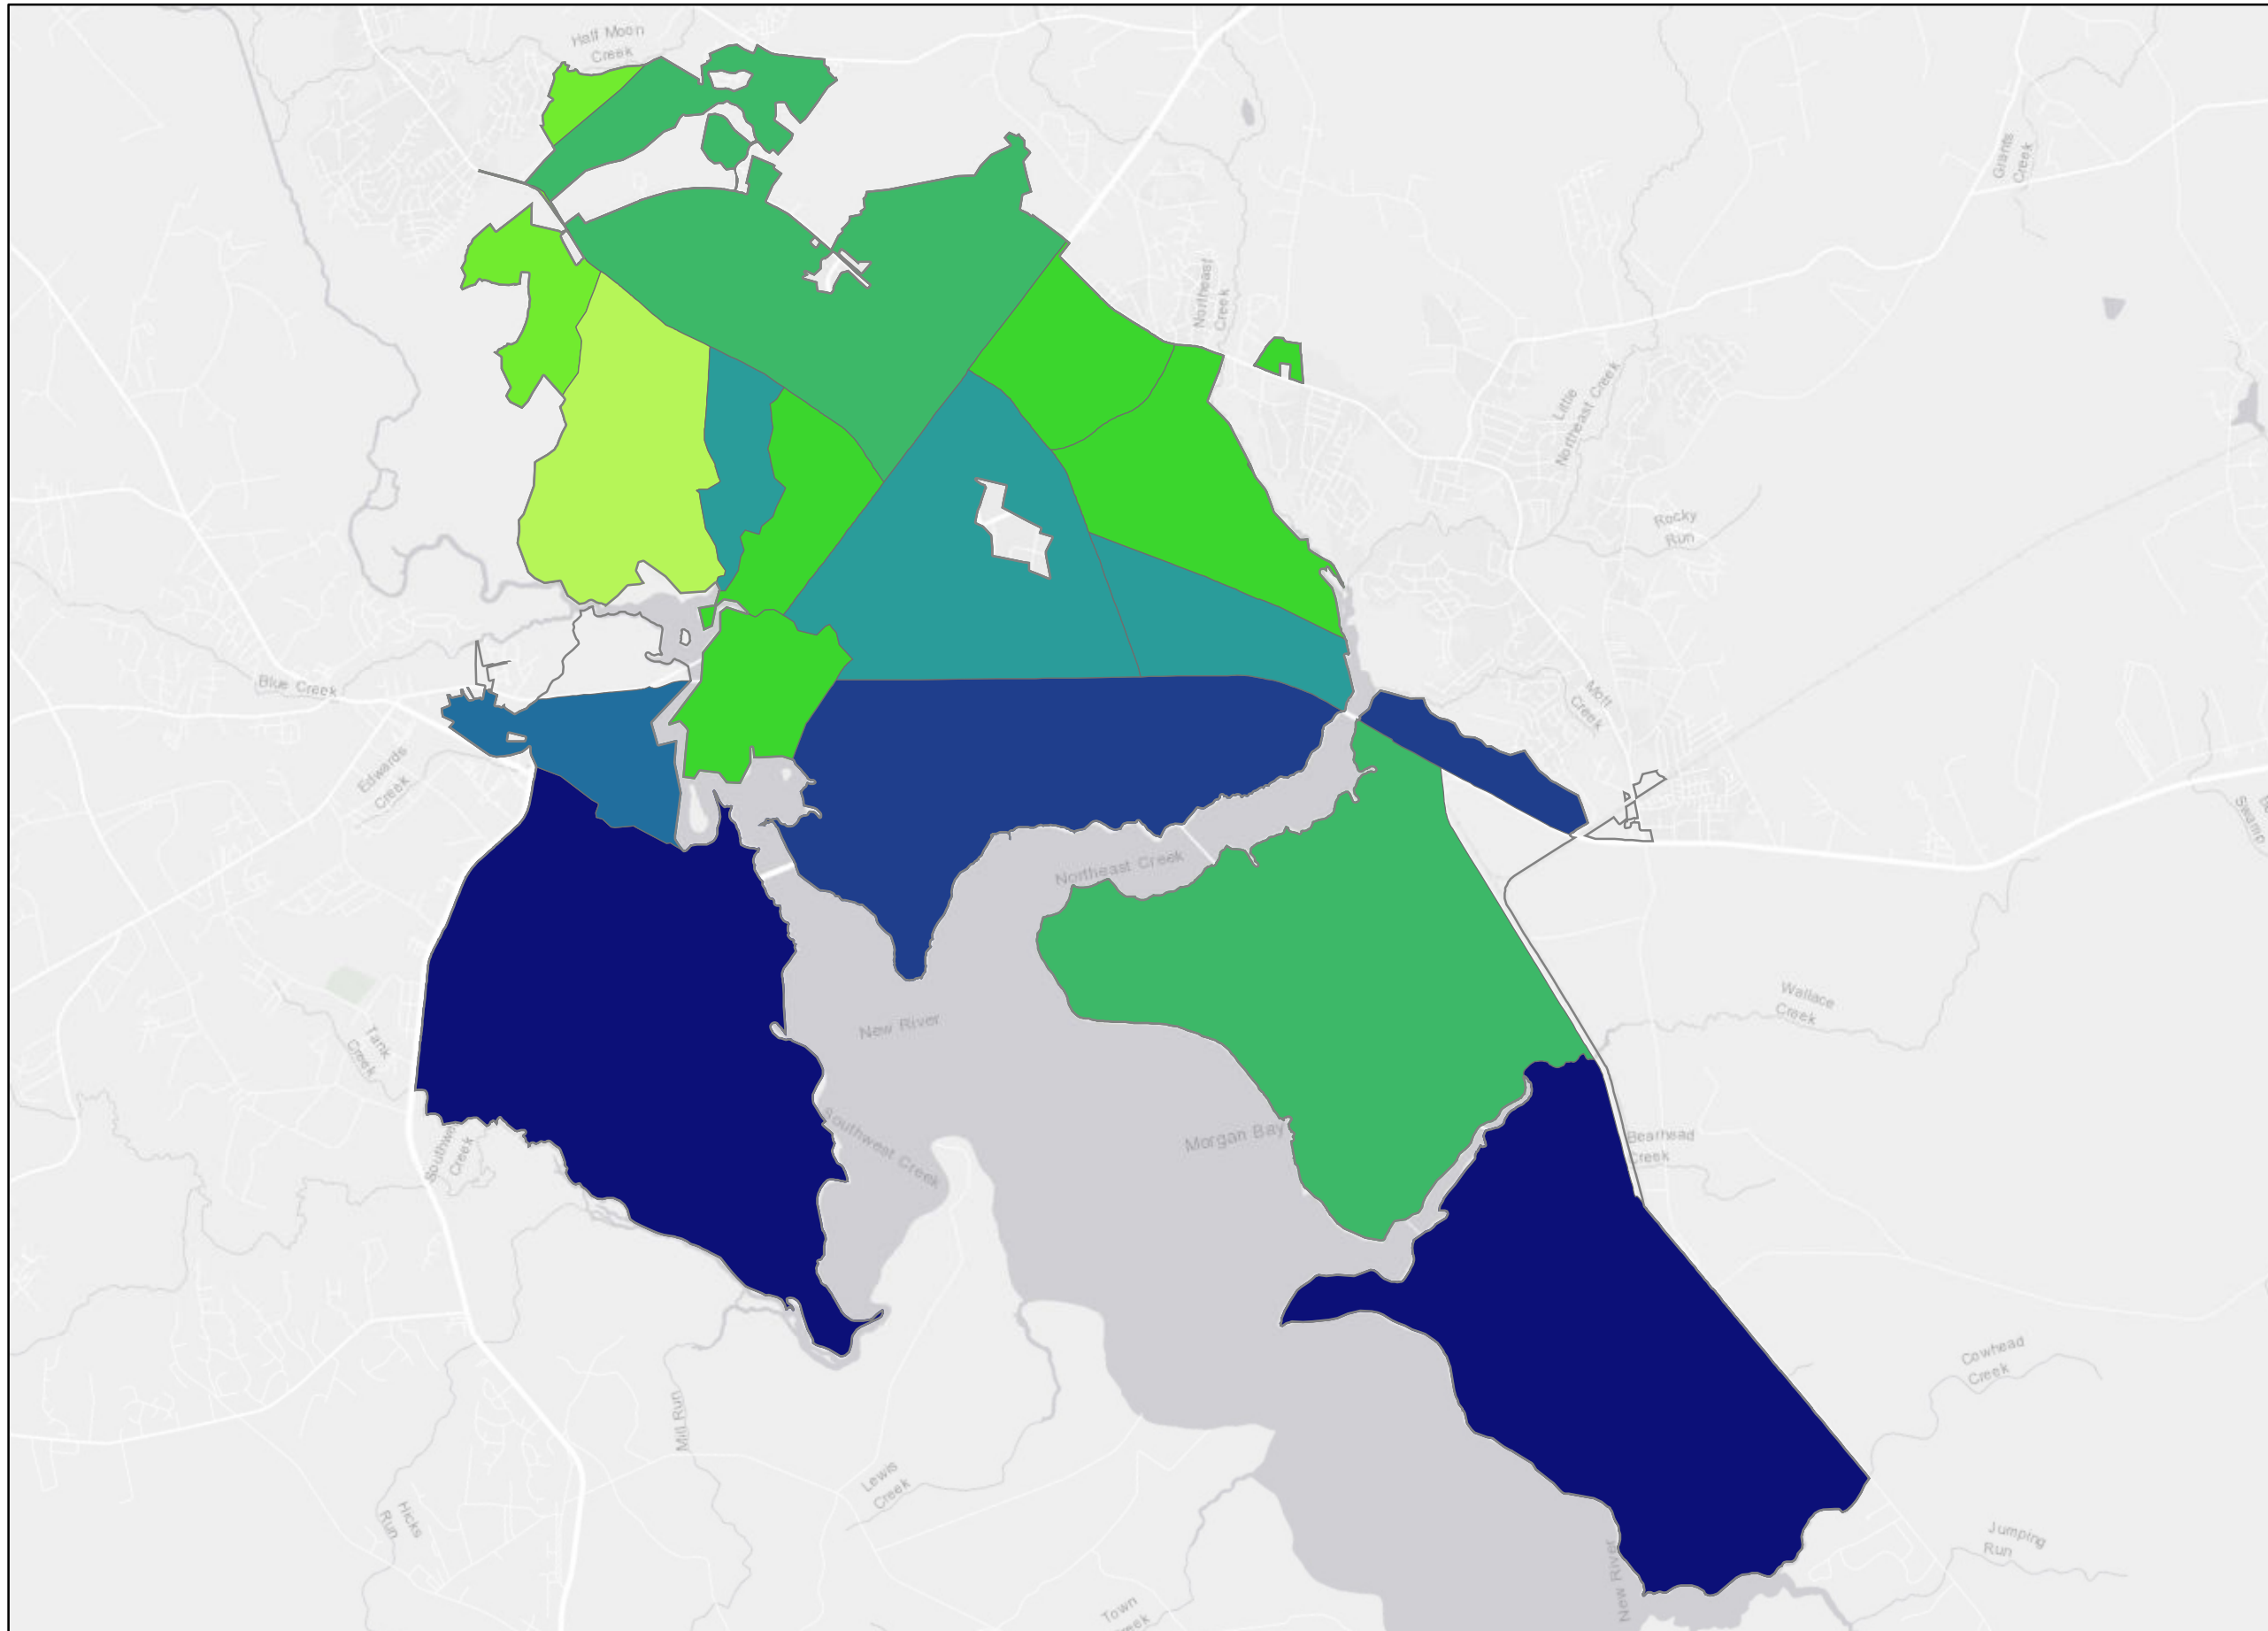 Half Moon
Creek
Grants
Creek
Northeast
Creek
Little
Northeast Creek
Rocky
Run
Blue Creek
Mott
Creek
Edwards
Creek
Swamp
Northeast Creek
Wallace
Creek
New River
Tank
Creek
Southwest Creek
Morgan Bay
Bearhead
Creek
Creek
Cowhead
Creek
Mill Run
Lewis
Creek
Hicks
Run
Jumping
Run
New River
Town